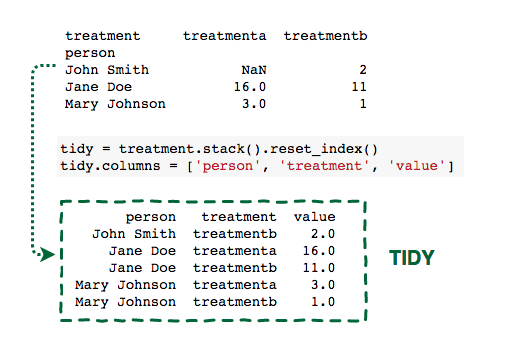 treatment treatmenta treatmentb
person
John Smith NaN 2
Jane Doe 16.0 11
Mary Johnson 3.0 1
tidy = treatment.stack().reset_index()
tidy.columns = ['person', 'treatment', 'value']
person treatment value
John Smith treatmentb 2.0
Jane Doe treatmenta 16.0
Jane Doe treatmentb 11.0
Mary Johnson treatmenta 3.0
Mary Johnson treatmentb 1.0
TIDY